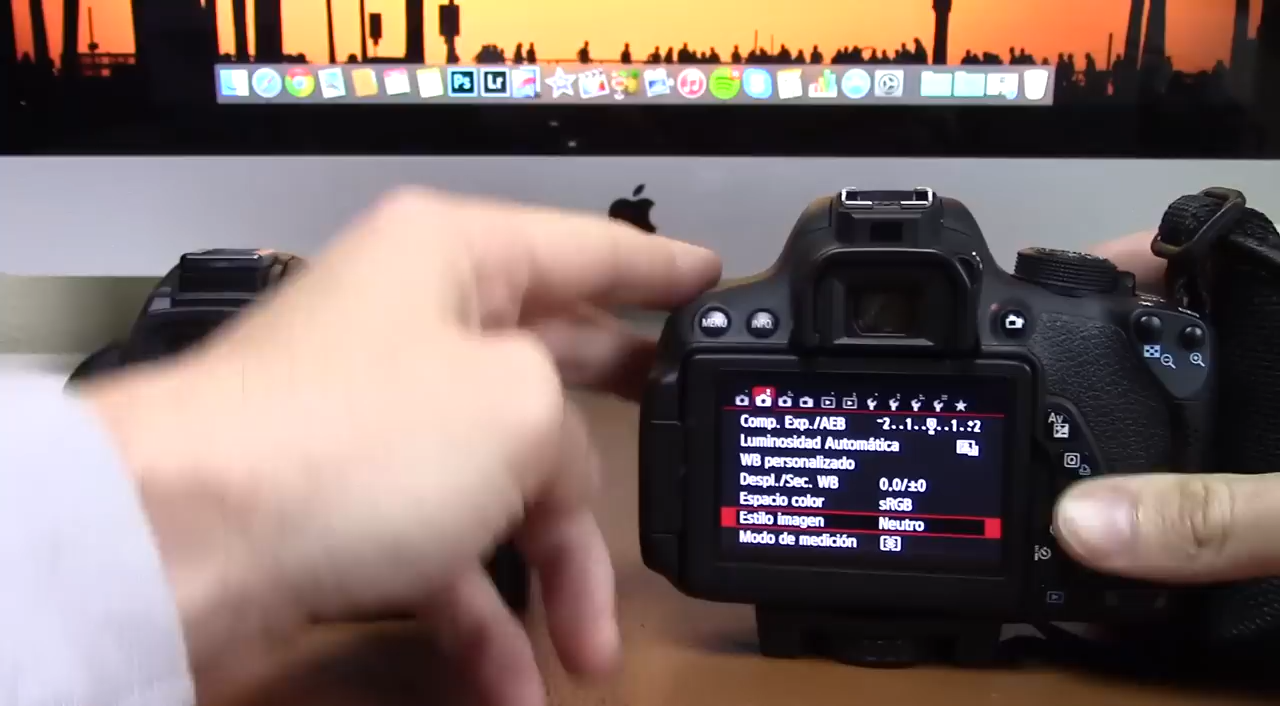 Ps Lr
MENU INFO.
Comp. Exp./AEB -2..1..0..1.:2
Luminosidad Automática
WB personalizado
Despl./Sec. WB 0,0/±0
Espacio color sRGB
Estilo imagen Neutro
Modo de medición
Av
Q